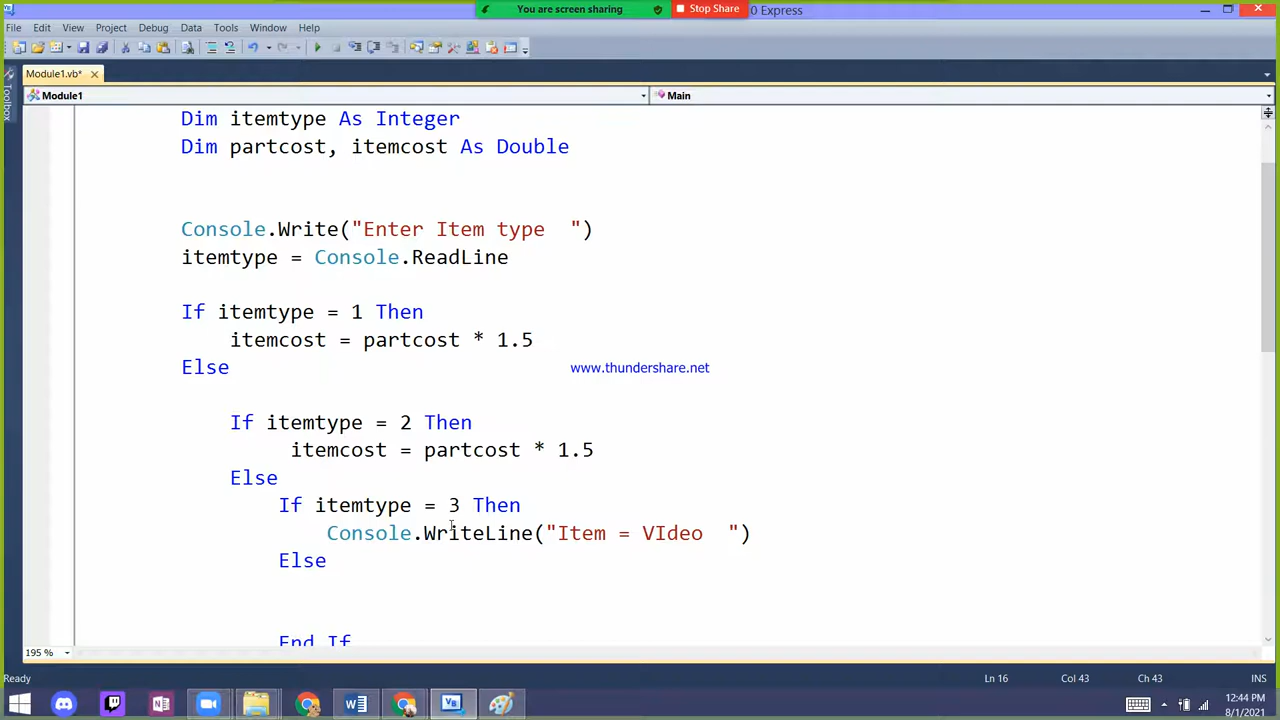 You are screen sharing
Stop Share
0 Express
File Edit View Project Debug Data Tools Window Help
Module1.vb*
Toolbox
Module1
Main
Dim itemtype As Integer
Dim partcost, itemcost As Double
Console.Write("Enter Item type  ")
itemtype = Console.ReadLine
If itemtype = 1 Then
itemcost = partcost * 1.5
Else
www.thundershare.net
If itemtype = 2 Then
itemcost = partcost * 1.5
Else
If itemtype = 3 Then
Console.WriteLine("Item = VIdeo  ")
Else
End If
195 %
Ready
Ln 16
Col 43
Ch 43
INS
12:44 PM
8/1/2021